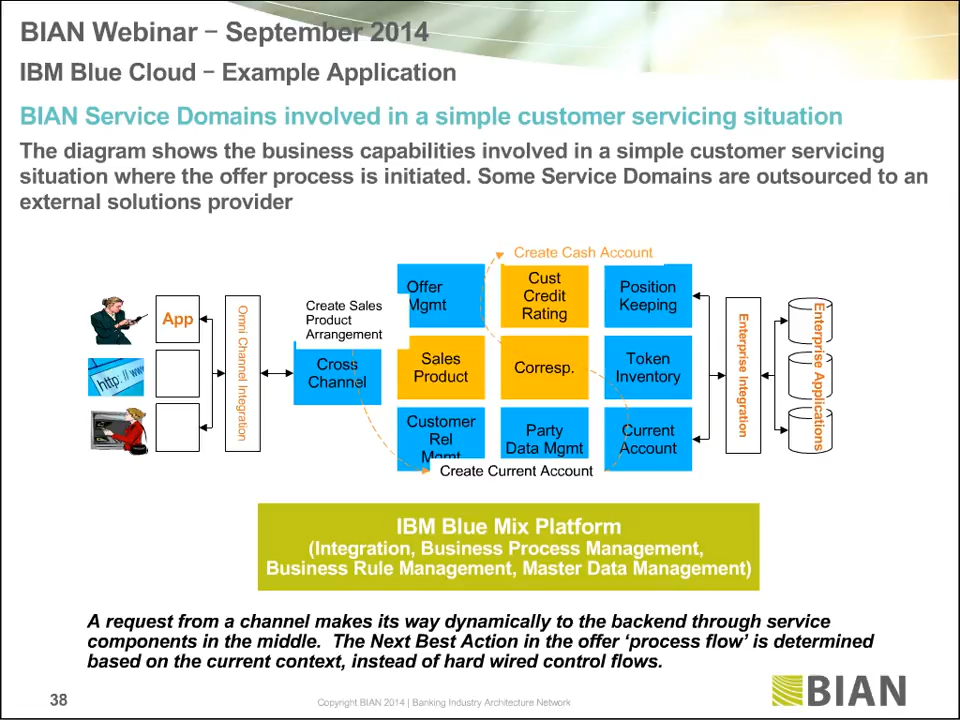 BIAN Webinar – September 2014
IBM Blue Cloud – Example Application
BIAN Service Domains involved in a simple customer servicing situation
The diagram shows the business capabilities involved in a simple customer servicing
situation where the offer process is initiated. Some Service Domains are outsourced to an
external solutions provider
Create Cash Account
Offer
Mgmt
Cust
Credit
Rating
Position
Keeping
Create Sales
Product
Arrangement
App
Omni Channel Integration
Cross
Channel
Sales
Product
Corresp.
Token
Inventory
Enterprise Integration
Enterprise Applications
http: // www
Customer
Rel
Mgmt
Party
Data Mgmt
Current
Account
Create Current Account
IBM Blue Mix Platform
(Integration, Business Process Management,
Business Rule Management, Master Data Management)
A request from a channel makes its way dynamically to the backend through service
components in the middle. The Next Best Action in the offer ‘process flow’ is determined
based on the current context, instead of hard wired control flows.
38
Copyright BIAN 2014 | Banking Industry Architecture Network
BIAN